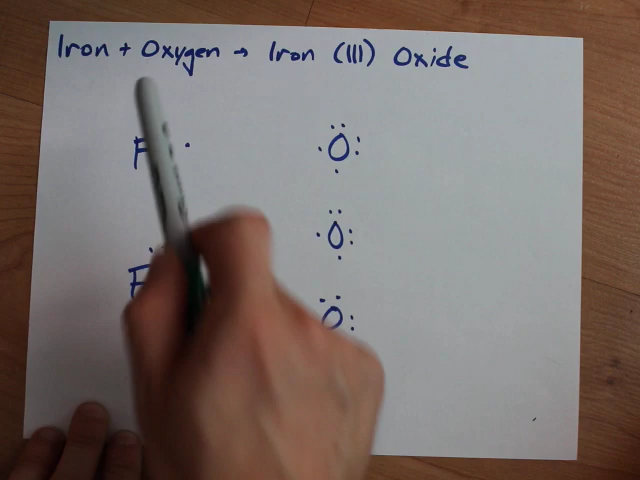 Iron + Oxygen → Iron (III) Oxide
F O
O
F
O